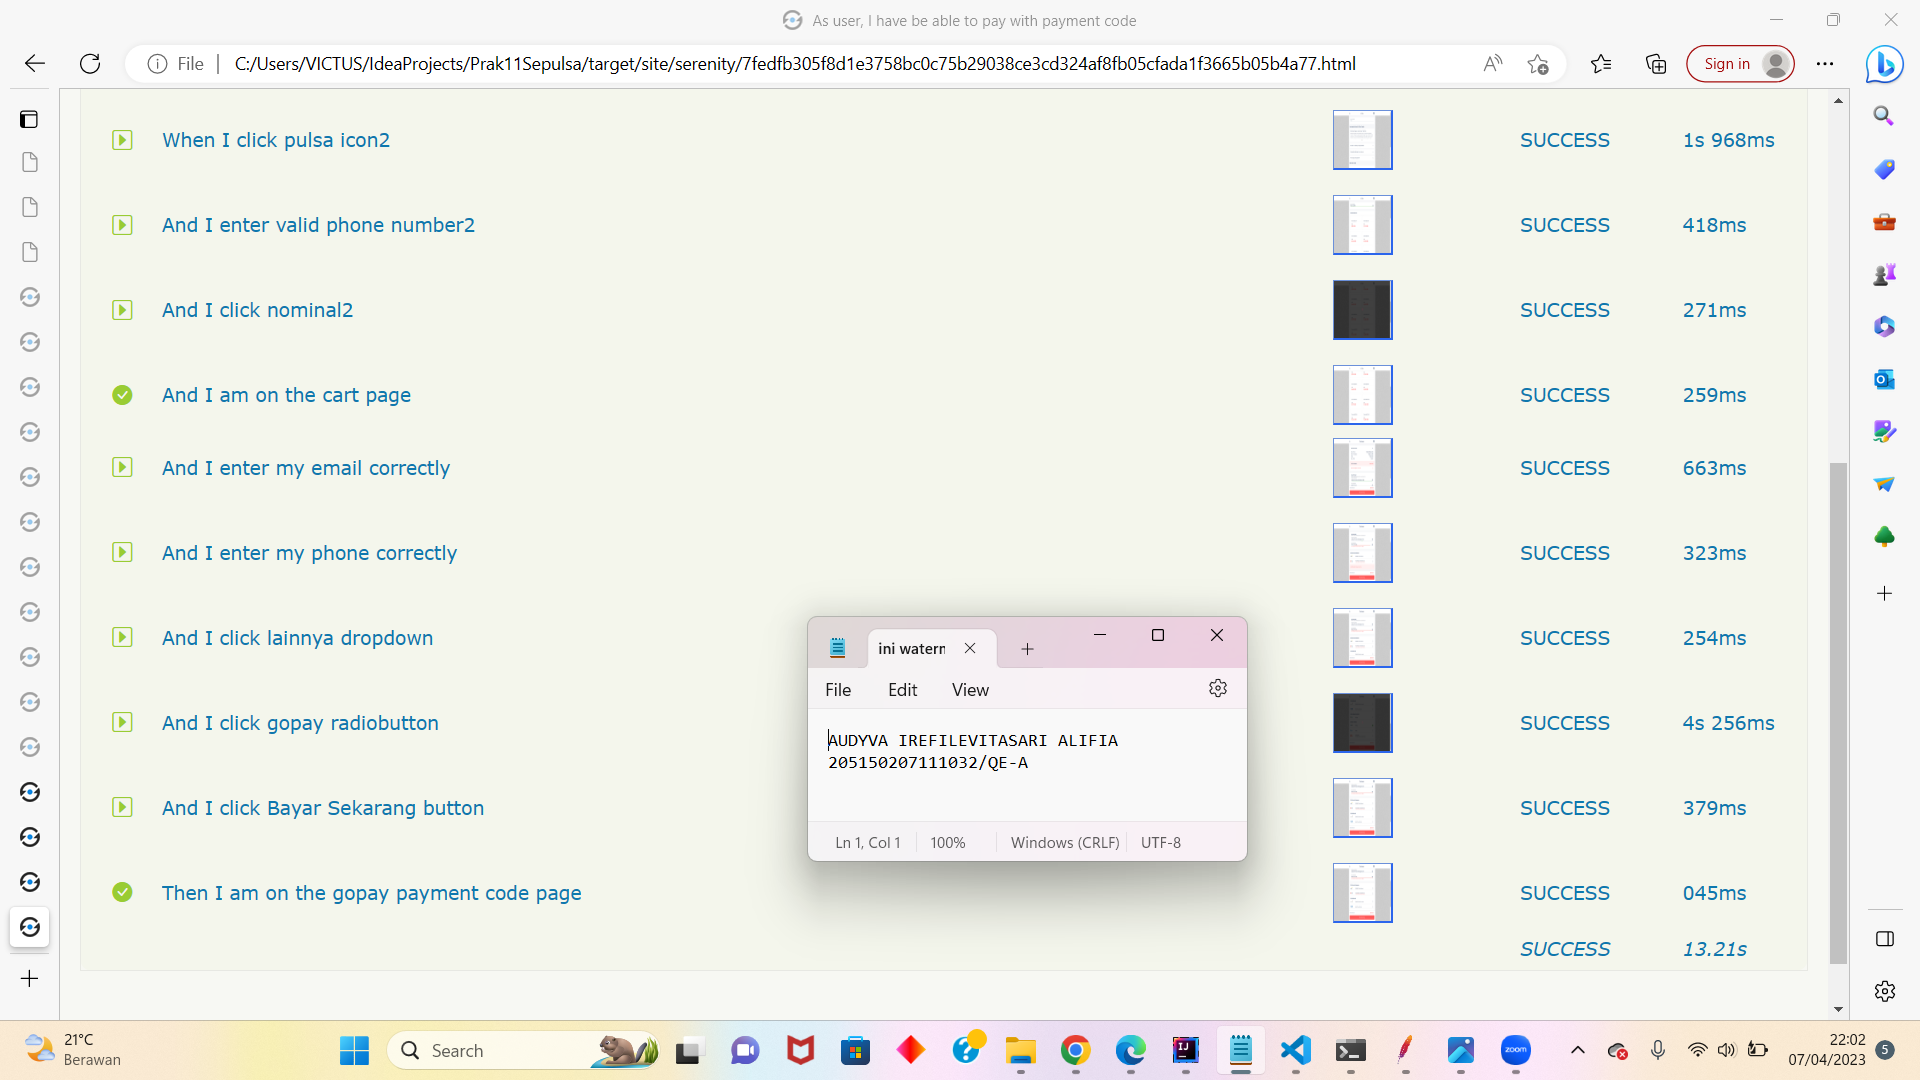 As user, I have be able to pay with payment code
File
C:/Users/VICTUS/IdeaProjects/Prak11Sepulsa/target/site/serenity/7fedfb305f8d1e3758bc0c75b29038ce3cd324af8fb05cfada1f3665b05b4a77.html
Sign in
When I click pulsa icon2 SUCCESS 1s 968ms
And I enter valid phone number2 SUCCESS 418ms
And I click nominal2 SUCCESS 271ms
And I am on the cart page SUCCESS 259ms
And I enter my email correctly SUCCESS 663ms
And I enter my phone correctly SUCCESS 323ms
And I click lainnya dropdown SUCCESS 254ms
And I click gopay radiobutton SUCCESS 4s 256ms
And I click Bayar Sekarang button SUCCESS 379ms
Then I am on the gopay payment code page SUCCESS 045ms
SUCCESS 13.21s
ini watern
File Edit View
AUDYVA IREFILEVITASARI ALIFIA
205150207111032/QE-A
Ln 1, Col 1 100% Windows (CRLF) UTF-8
21°C
Berawan
Search
zoom
22:02
07/04/2023
5